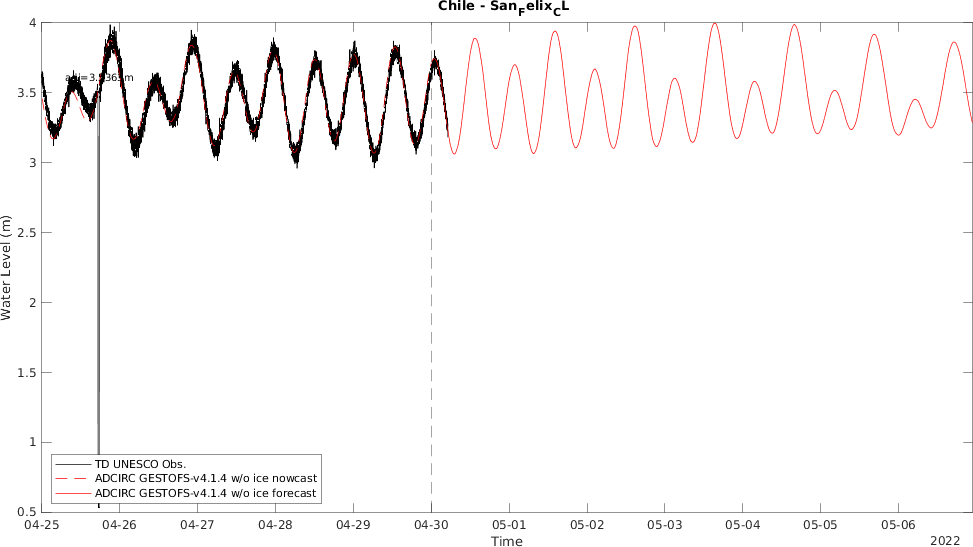 Chile - San_Felix_CL
4
3.5
3
2.5
2
1.5
1
0.5
Water Level (m)
TD UNESCO Obs.
ADCIRC GESTOFS-v4.1.4 w/o ice nowcast
ADCIRC GESTOFS-v4.1.4 w/o ice forecast
04-25 04-26 04-27 04-28 04-29 04-30 05-01 05-02 05-03 05-04 05-05 05-06
Time
2022